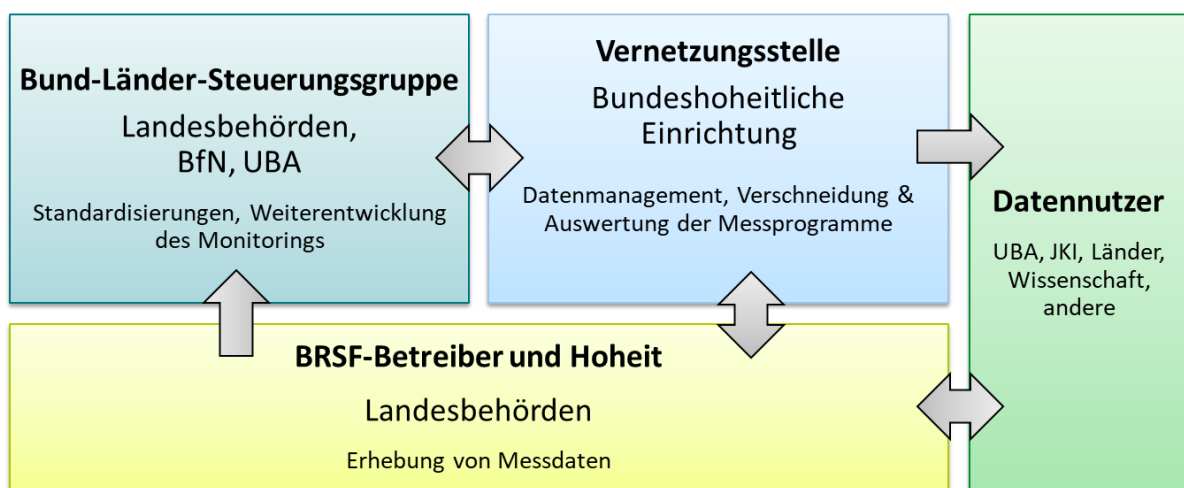 Bund-Länder-Steuerungsgruppe
Landesbehörden,
BfN, UBA
Standardisierungen, Weiterentwicklung
des Monitorings
Vernetzungsstelle
Bundeshoheitliche
Einrichtung
Datenmanagement, Verschneidung &
Auswertung der Messprogramme
Datennutzer
UBA, JKI, Länder,
Wissenschaft,
andere
BRSF-Betreiber und Hoheit
Landesbehörden
Erhebung von Messdaten